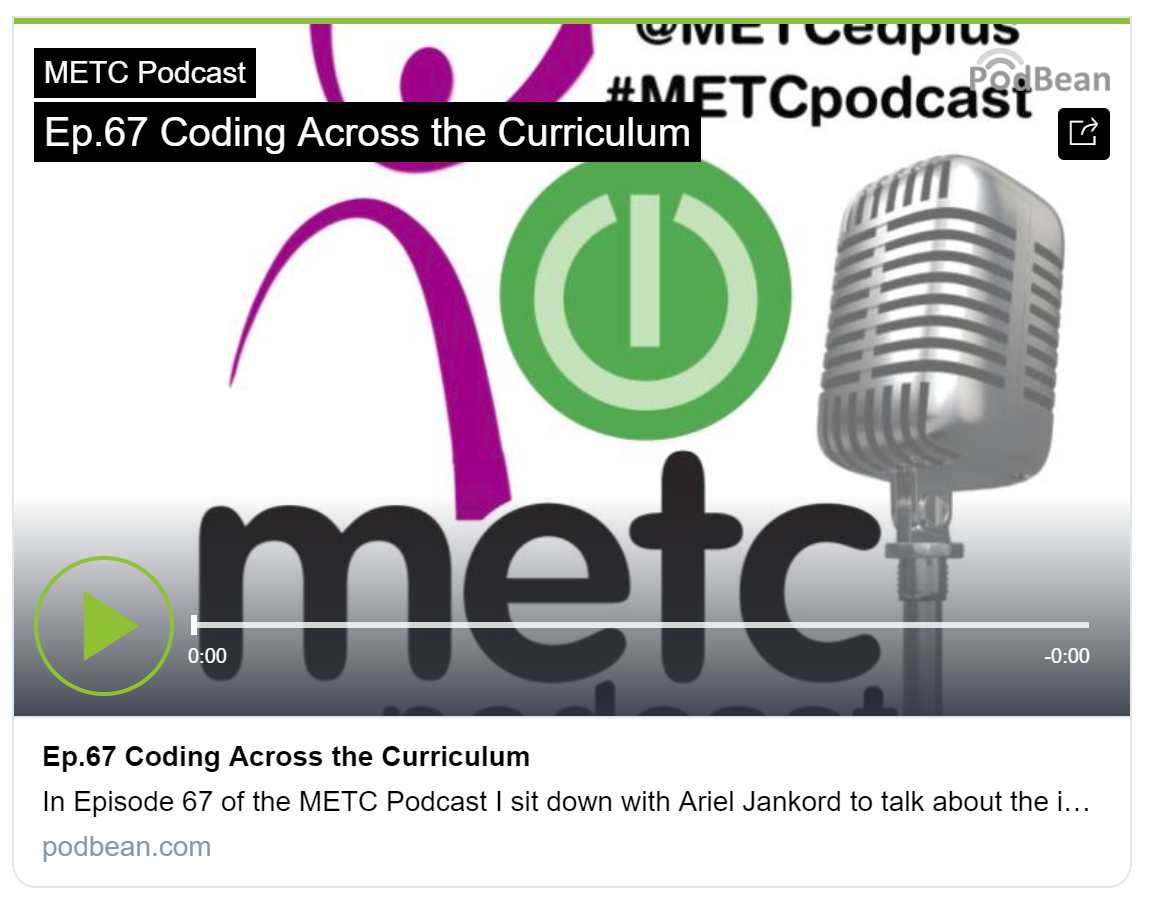 @METCedplus
PodBean
METC Podcast
#METCpodcast
Ep.67 Coding Across the Curriculum
metc
podcast
0:00
-0:00
Ep.67 Coding Across the Curriculum
In Episode 67 of the METC Podcast I sit down with Ariel Jankord to talk about the i…
podbean.com